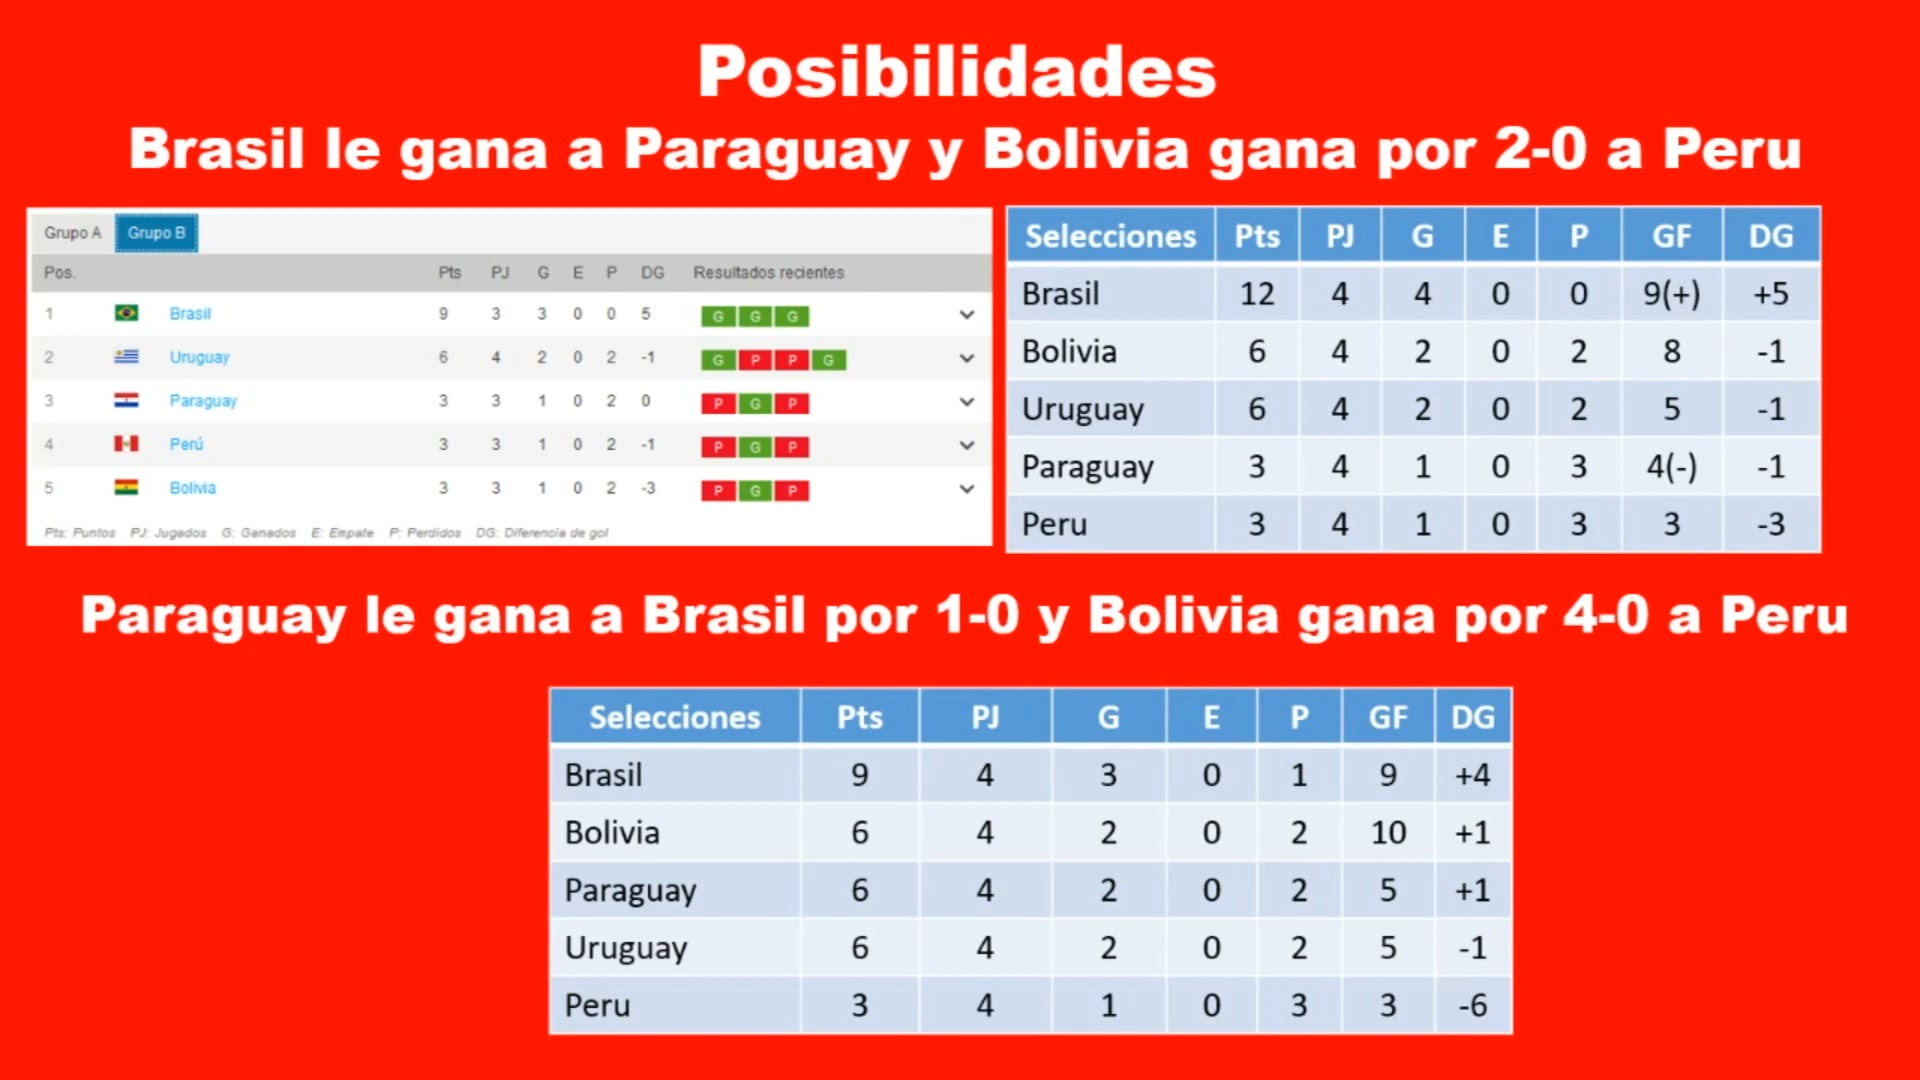 Posibilidades
Brasil le gana a Paraguay y Bolivia gana por 2-0 a Peru
Grupo A Grupo B
Pos. Pts PJ G E P DG Resultados recientes
1 Brasil 9 3 3 0 0 5 G G G
2 Uruguay 6 4 2 0 2 -1 G P P G
3 Paraguay 3 3 1 0 2 0 P G P
4 Perú 3 3 1 0 2 -1 P G P
5 Bolivia 3 3 1 0 2 -3 P G P
Pts: Puntos PJ: Jugados G: Ganados E: Empate P: Perdidos DG: Diferencia de gol
Selecciones Pts PJ G E P GF DG
Brasil 12 4 4 0 0 9(+) +5
Bolivia 6 4 2 0 2 8 -1
Uruguay 6 4 2 0 2 5 -1
Paraguay 3 4 1 0 3 4(-) -1
Peru 3 4 1 0 3 3 -3
Paraguay le gana a Brasil por 1-0 y Bolivia gana por 4-0 a Peru
Selecciones Pts PJ G E P GF DG
Brasil 9 4 3 0 1 9 +4
Bolivia 6 4 2 0 2 10 +1
Paraguay 6 4 2 0 2 5 +1
Uruguay 6 4 2 0 2 5 -1
Peru 3 4 1 0 3 3 -6